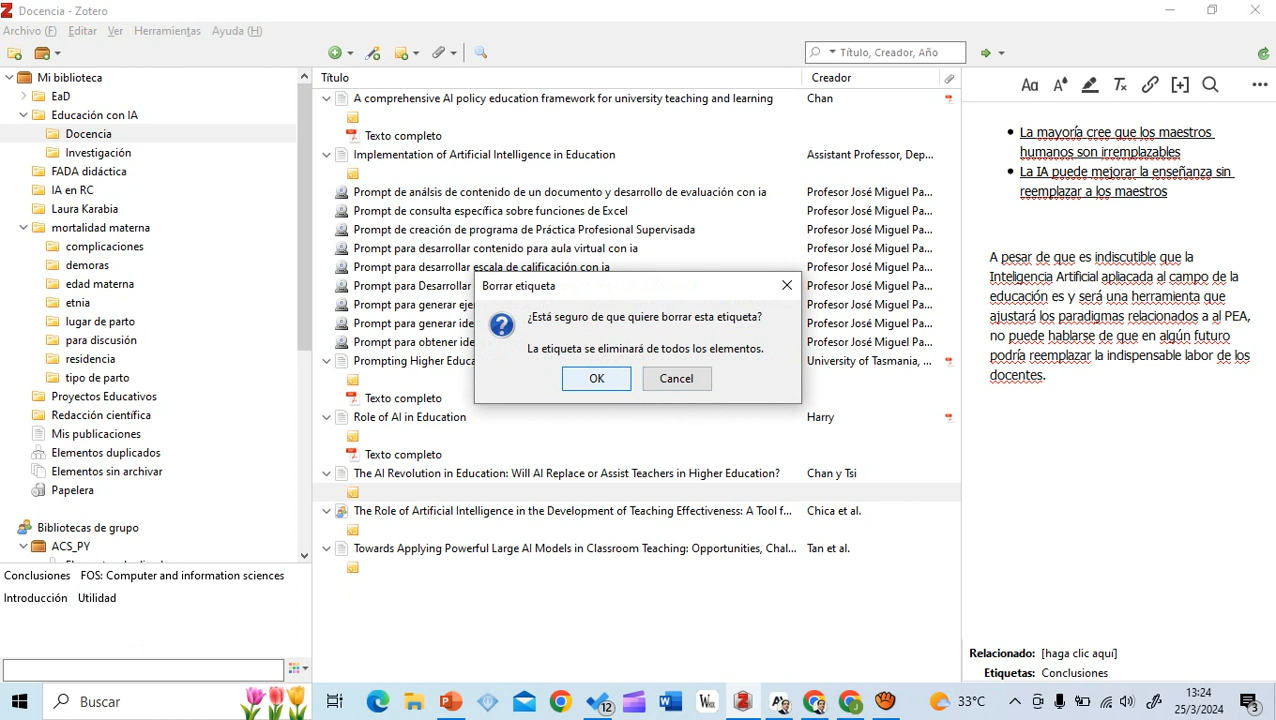 Docencia - Zotero
Archivo (F) Editar Ver Herramientas Ayuda (H)
Título, Creador, Año
Mi biblioteca
EaD
Educación con IA
Docencia
Investigación
FADA didáctica
IA en RC
Laura Karabia
mortalidad materna
complicaciones
demoras
edad materna
etnia
lugar de parto
para discusión
residencia
tipo de parto
Proyectos Educativos
Redacción científica
Mis publicaciones
Elementos duplicados
Elementos sin archivar
Papelera
Bibliotecas de grupo
ACS_PY
Conclusiones FOS: Computer and information sciences
Introducción Utilidad
Título Creador
A comprehensive AI policy education framework for university teaching and learning Chan
Texto completo
Implementation of Artificial Intelligence in Education Assistant Professor, Dep...
Prompt de análsis de contenido de un documento y desarrollo de evaluación con ia Profesor José Miguel Pa...
Prompt de consulta específica sobre funciones de Excel Profesor José Miguel Pa...
Prompt de creación de programa de Práctica Profesional Supervisada Profesor José Miguel Pa...
Prompt para desarrollar contenido para aula virtual con ia Profesor José Miguel Pa...
Prompt para desarrollar escala de calificación con ia Profesor José Miguel Pa...
Prompt para Desarrollar Profesor José Miguel Pa...
Prompt para generar eje Profesor José Miguel Pa...
Prompt para generar ide Profesor José Miguel Pa...
Prompt para obtener ide Profesor José Miguel Pa...
Prompting Higher Educa University of Tasmania, ...
Texto completo
Role of AI in Education Harry
Texto completo
The AI Revolution in Education: Will AI Replace or Assist Teachers in Higher Education? Chan y Tsi
The Role of Artificial Intelligence in the Development of Teaching Effectiveness: A Tool f... Chica et al.
Towards Applying Powerful Large AI Models in Classroom Teaching: Opportunities, Chal... Tan et al.
Borrar etiqueta
¿Está seguro de que quiere borrar esta etiqueta?
La etiqueta se eliminará de todos los elementos.
OK Cancel
Aa
La mayoría cree que los maestros
humanos son irremplazables
La IA puede mejorar la enseñanza sin
reemplazar a los maestros
A pesar de que es indiscutible que la
Inteligencia Artificial apliacada al campo de la
educación es y será una herramienta que
ajustará los paradigmas relacionados a al PEA,
no puede hablarse de que en algún futuro
podría reemplazar la indispensable labor de los
docentes.
Relacionado: [haga clic aquí]
Etiquetas: Conclusiones
Buscar
12
33°C
13:24
25/3/2024
3